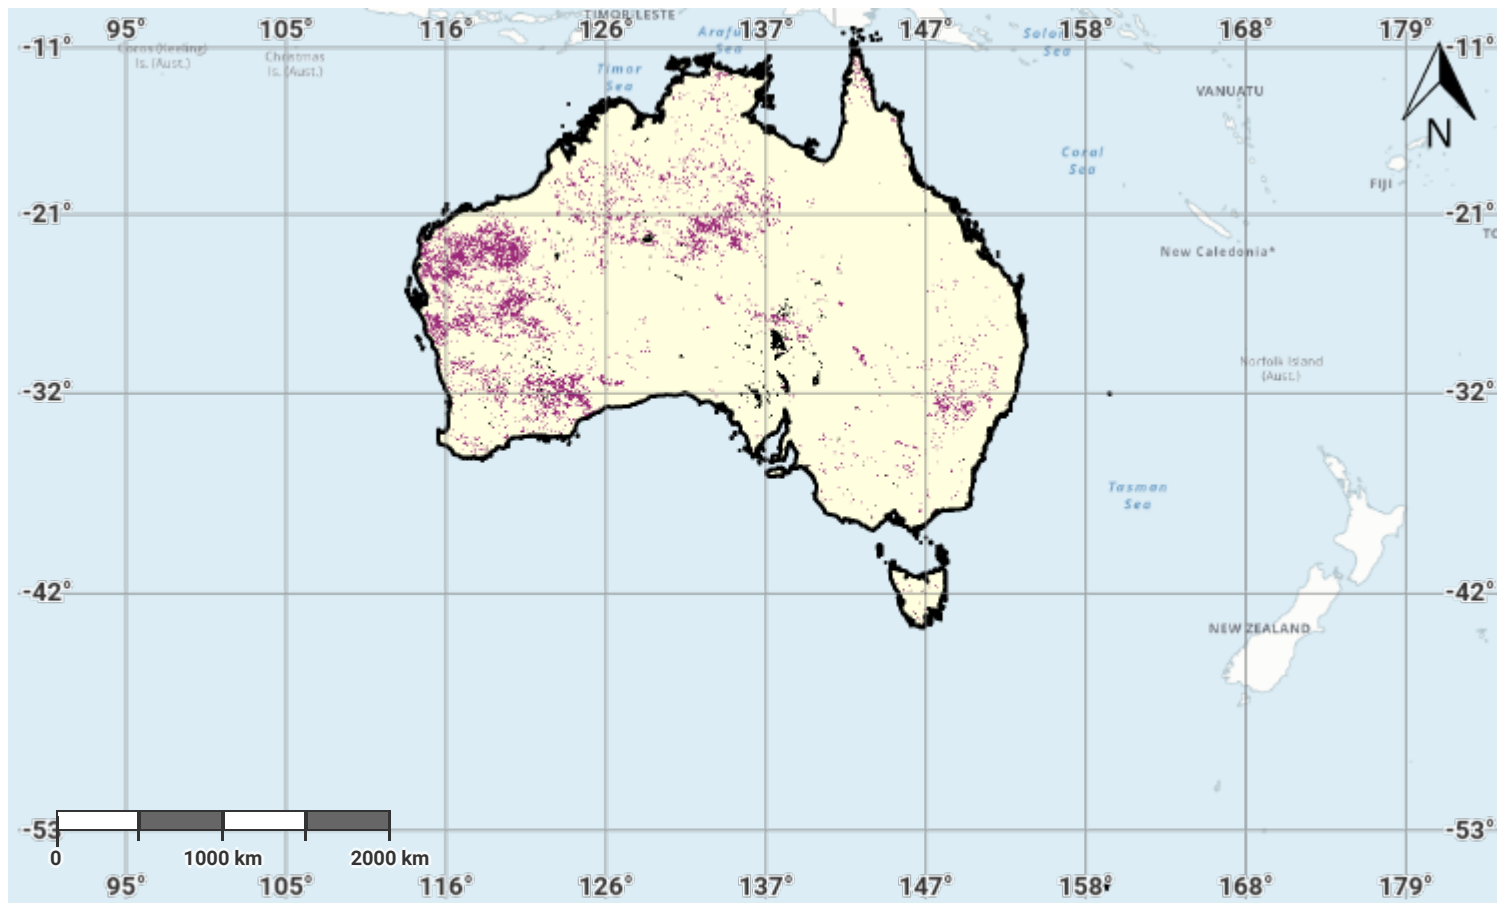 TIMOR-LESTE
95° 105° 116° 126° 137° 147° 158° 168° 179°
-11° -11°
Cocos (Keeling)
Is. (Aust.)
Christmas
Is. (Aust.)
Timor
Sea
Sea
Sea
VANUATU
N
Coral
Sea
FIJI
-21° -21°
New Caledonia*
Norfolk Island
(Aust.)
-32° -32°
Tasman
Sea
-42° -42°
NEW ZEALAND
-53 -53°
0 1000 km 2000 km
95° 105° 116° 126° 137° 147° 158° 168° 179°